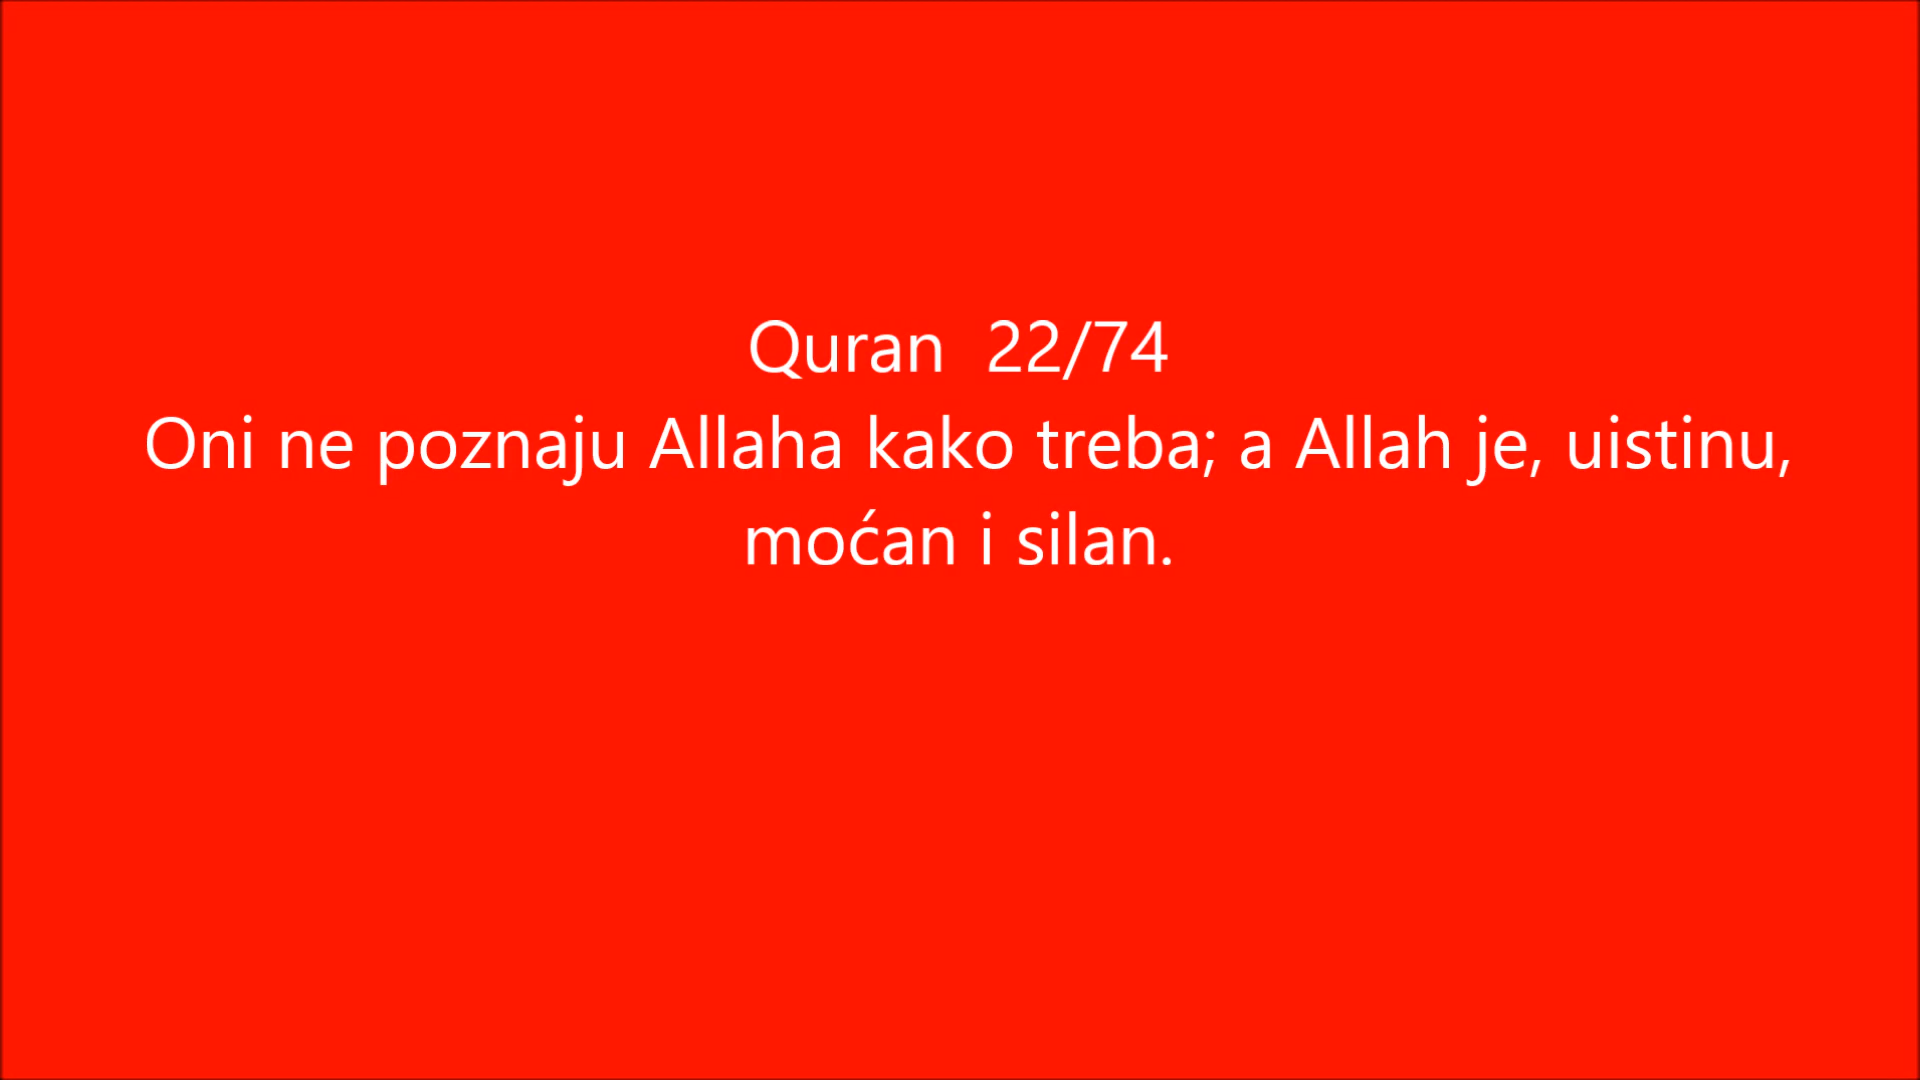 Quran  22/74
Oni ne poznaju Allaha kako treba; a Allah je, uistinu,
moćan i silan.